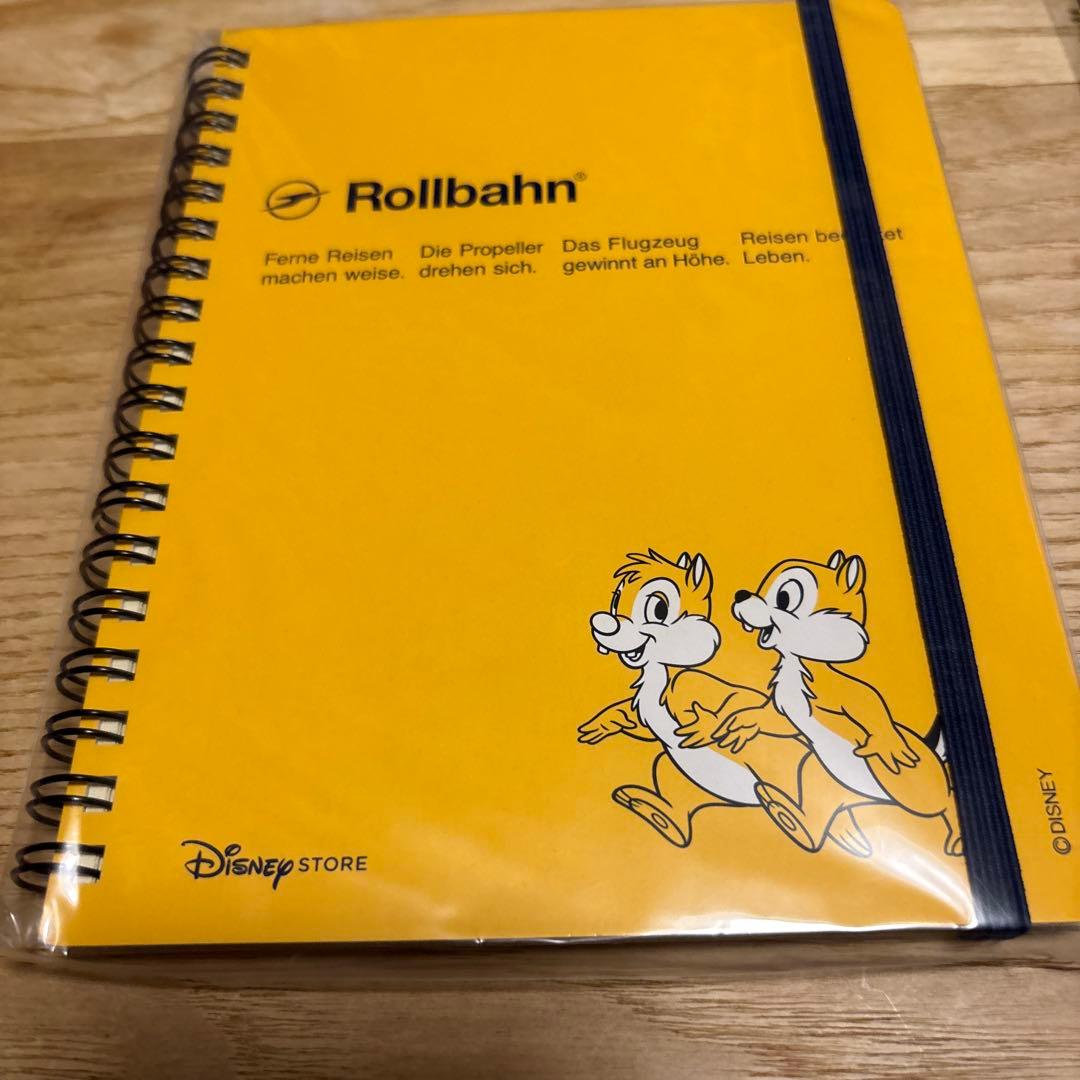 Rollbahn®
Ferne Reisen
machen weise.
Die Propeller
drehen sich.
Das Flugzeug
gewinnt an Höhe.
Reisen
Leben.
Disney STORE
©DISNEY